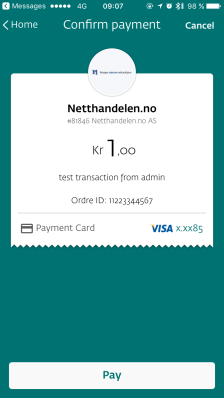 Messages 4G 09:07 98 %
Home Confirm payment Cancel
Netthandelen.no
#81846 Netthandelen.no AS
Kr 1,00
test transaction from admin
Ordre ID: 11223344567
Payment Card VISA x.xx85
Pay